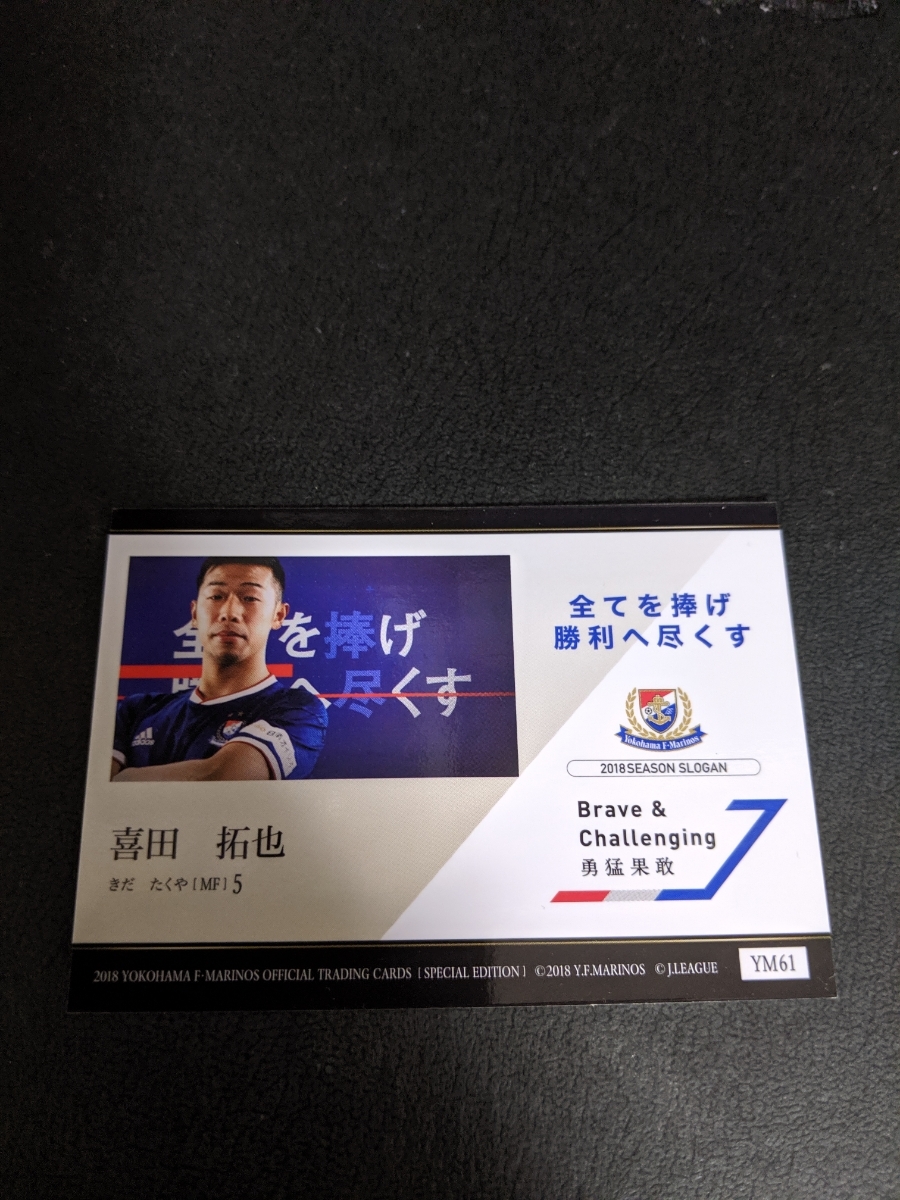 全 を捧げ
へ尽くす
adidas
喜田 拓也
きだ たくや [MF] 5
全てを捧げ
勝利へ尽くす
Yokohama F·Marinos
2018 SEASON SLOGAN
Brave &
Challenging
勇猛果敢
2018 YOKOHAMA F·MARINOS OFFICIAL TRADING CARDS [SPECIAL EDITION] ©2018 Y.F.MARINOS ©J.LEAGUE
YM61